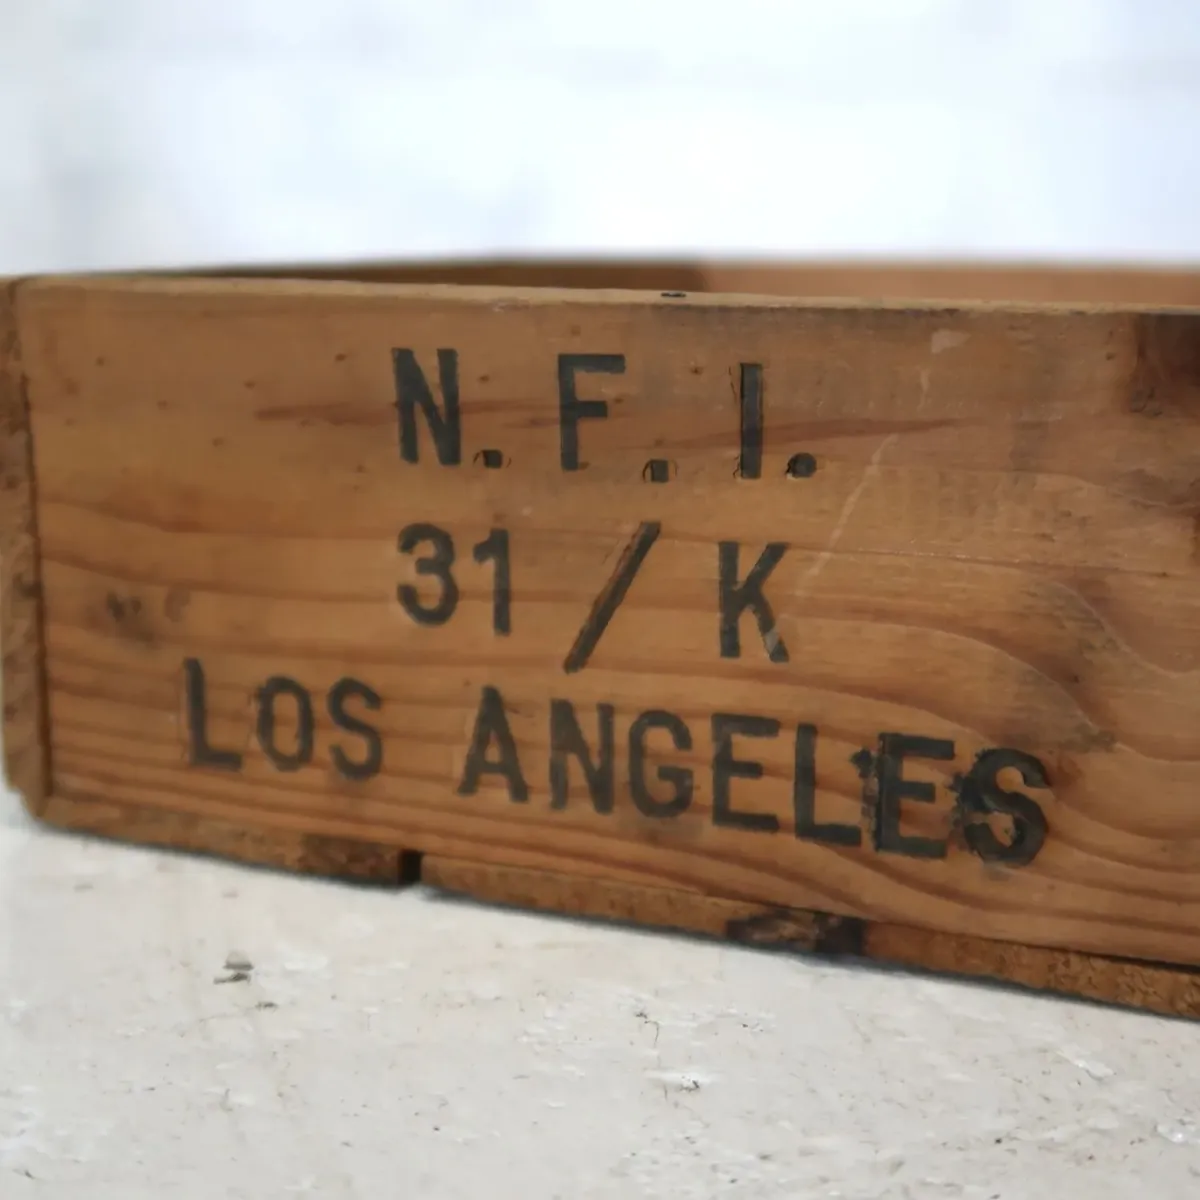 N. F. I.
31 / K
LOS ANGELES